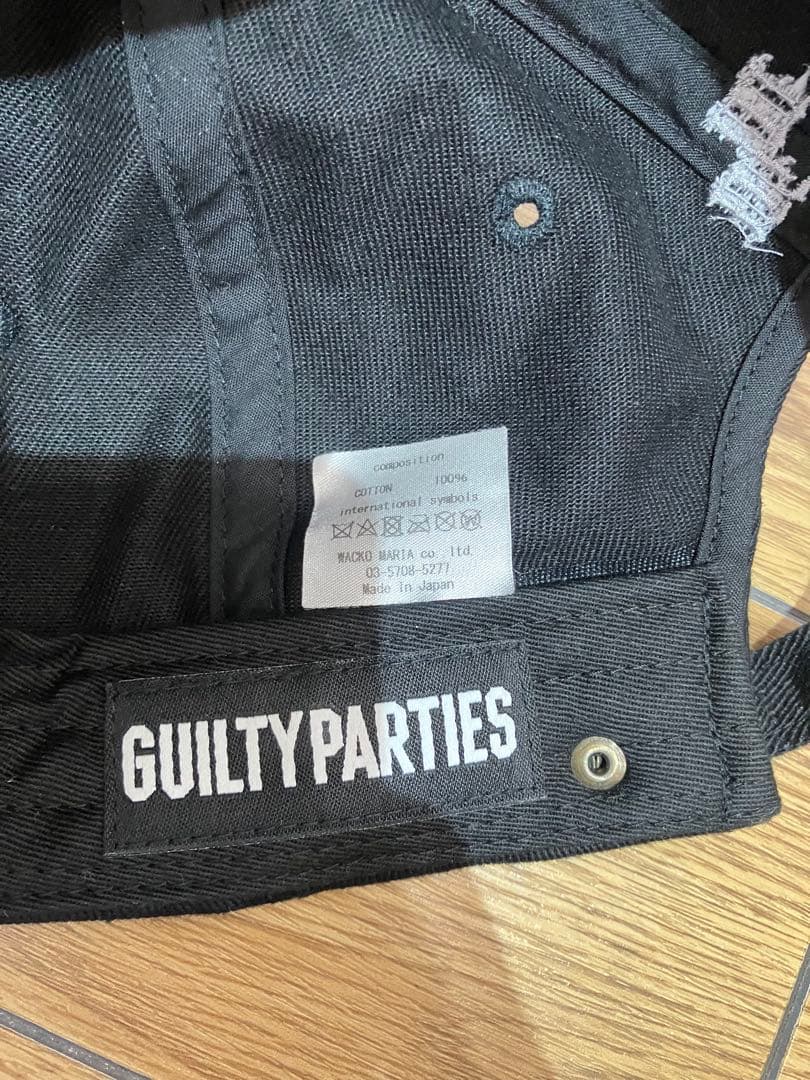 composition
COTTON 100%
international symbols
WACKO MARIA co. ltd.
03-5708-5277
Made in Japan
GUILTY PARTIES